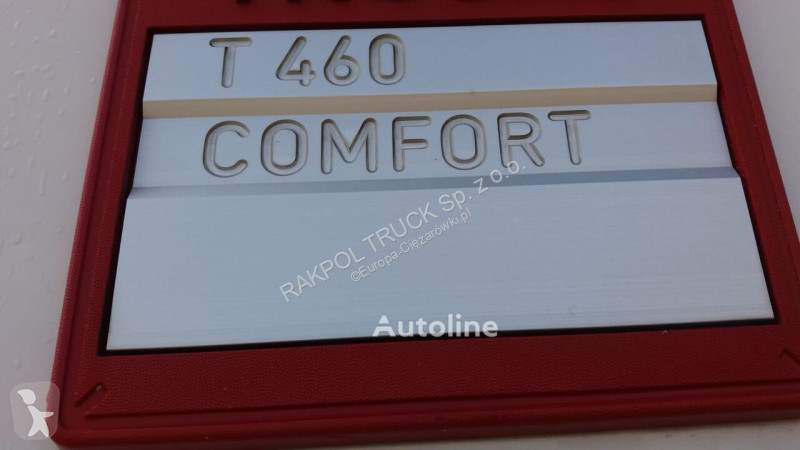 T 460
COMFORT
RAKPOL TRUCK Sp. z o.o.
©Europa-Ciężarówki.pl
Autoline